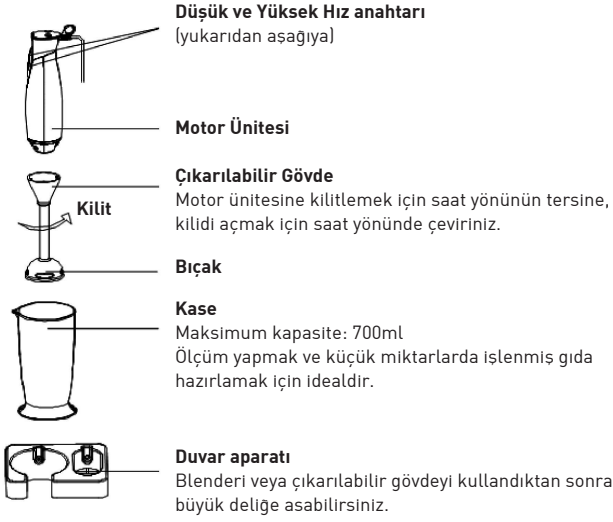 Düşük ve Yüksek Hız anahtarı
(yukarıdan aşağıya)
Motor Ünitesi
Çıkarılabilir Gövde
Motor ünitesine kilitlemek için saat yönünün tersine,
kilidi açmak için saat yönünde çeviriniz.
Kilit
Bıçak
Kase
Maksimum kapasite: 700ml
Ölçüm yapmak ve küçük miktarlarda işlenmiş gıda
hazırlamak için idealdir.
Duvar aparatı
Blenderi veya çıkarılabilir gövdeyi kullandıktan sonra
büyük deliğe asabilirsiniz.